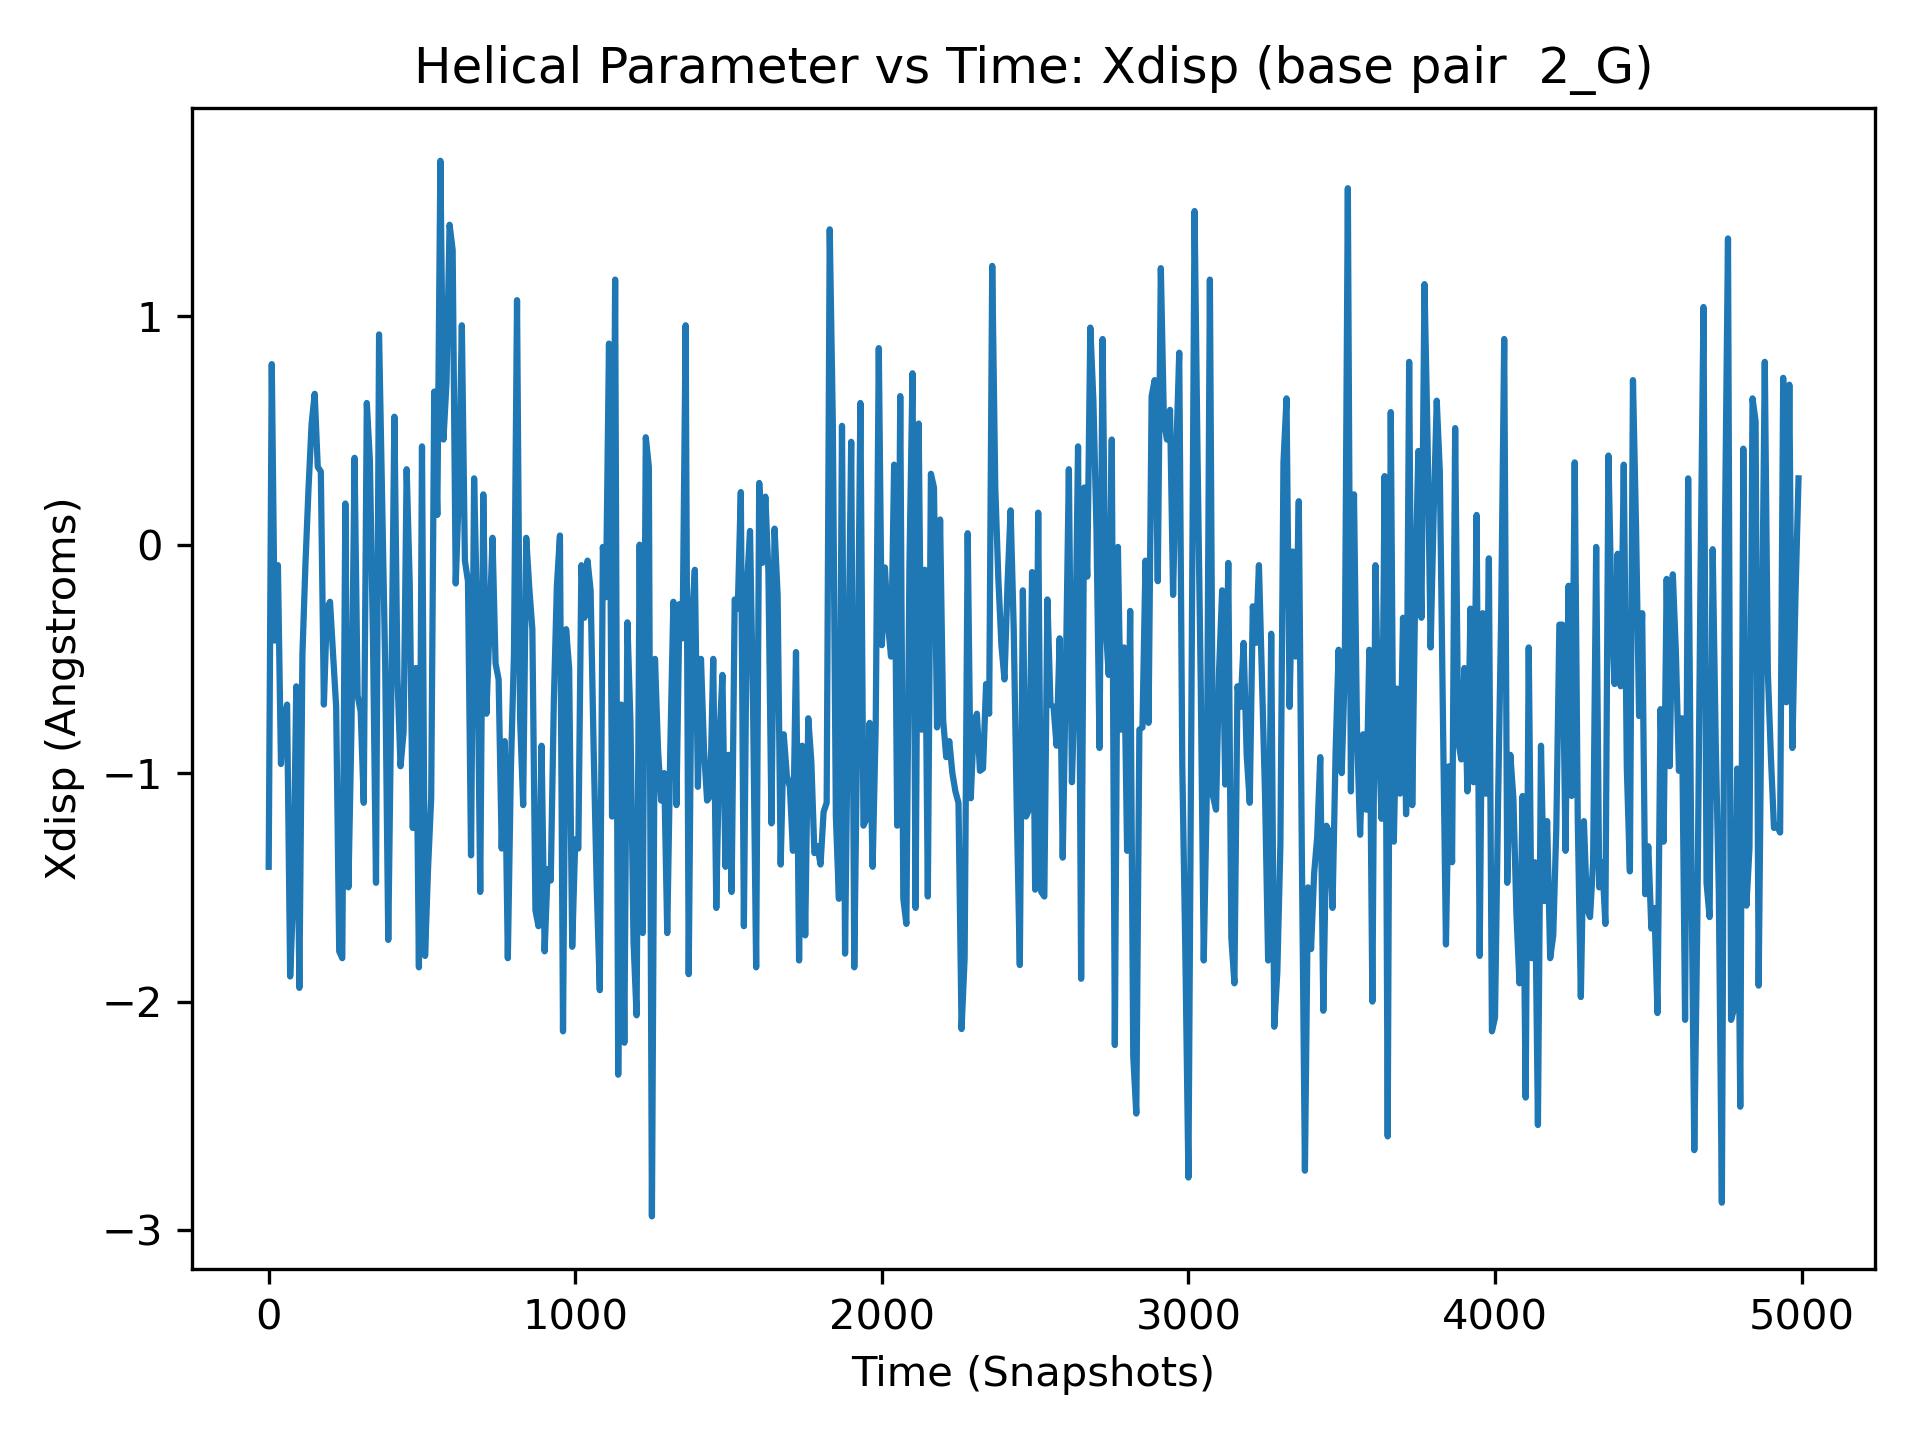 Helical Parameter vs Time: Xdisp (base pair  2_G)
Xdisp (Angstroms)
1
0
−1
−2
−3
0 1000 2000 3000 4000 5000
Time (Snapshots)